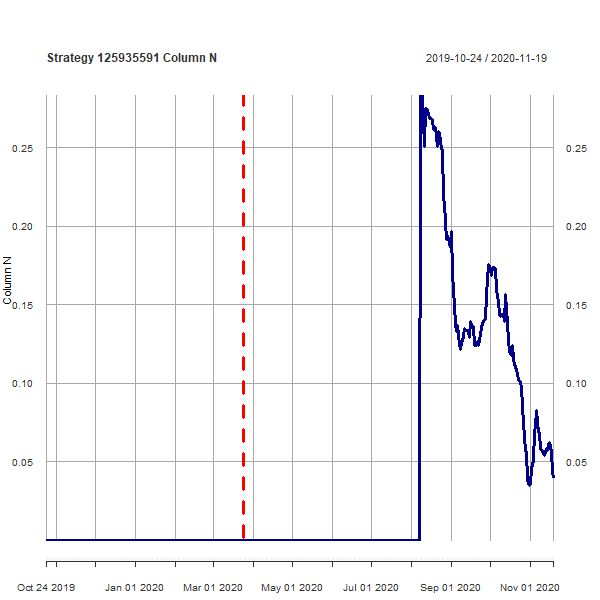 Strategy 125935591 Column N
2019-10-24 / 2020-11-19
Column N
0.25
0.25
0.20
0.20
0.15
0.15
0.10
0.10
0.05
0.05
Oct 24 2019
Jan 01 2020
Mar 01 2020
May 01 2020
Jul 01 2020
Sep 01 2020
Nov 01 2020